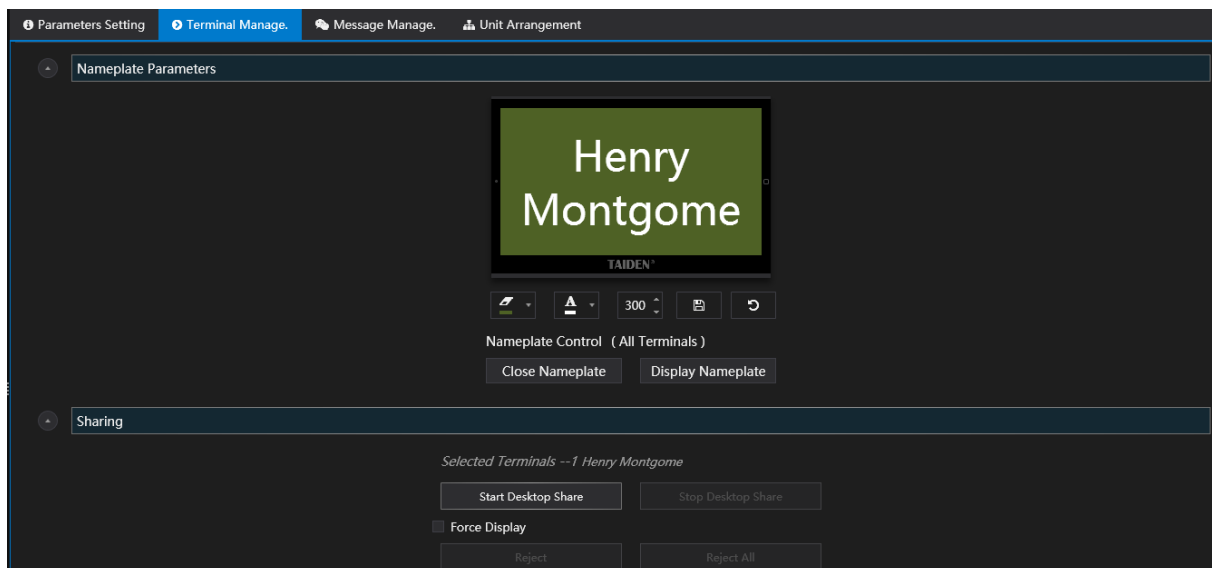 Parameters Setting Terminal Manage. Message Manage. Unit Arrangement
Nameplate Parameters
Henry
Montgome
TAIDEN®
A 300
Nameplate Control ( All Terminals )
Close Nameplate Display Nameplate
Sharing
Selected Terminals --1 Henry Montgome
Start Desktop Share Stop Desktop Share
Force Display
Reject Reject All